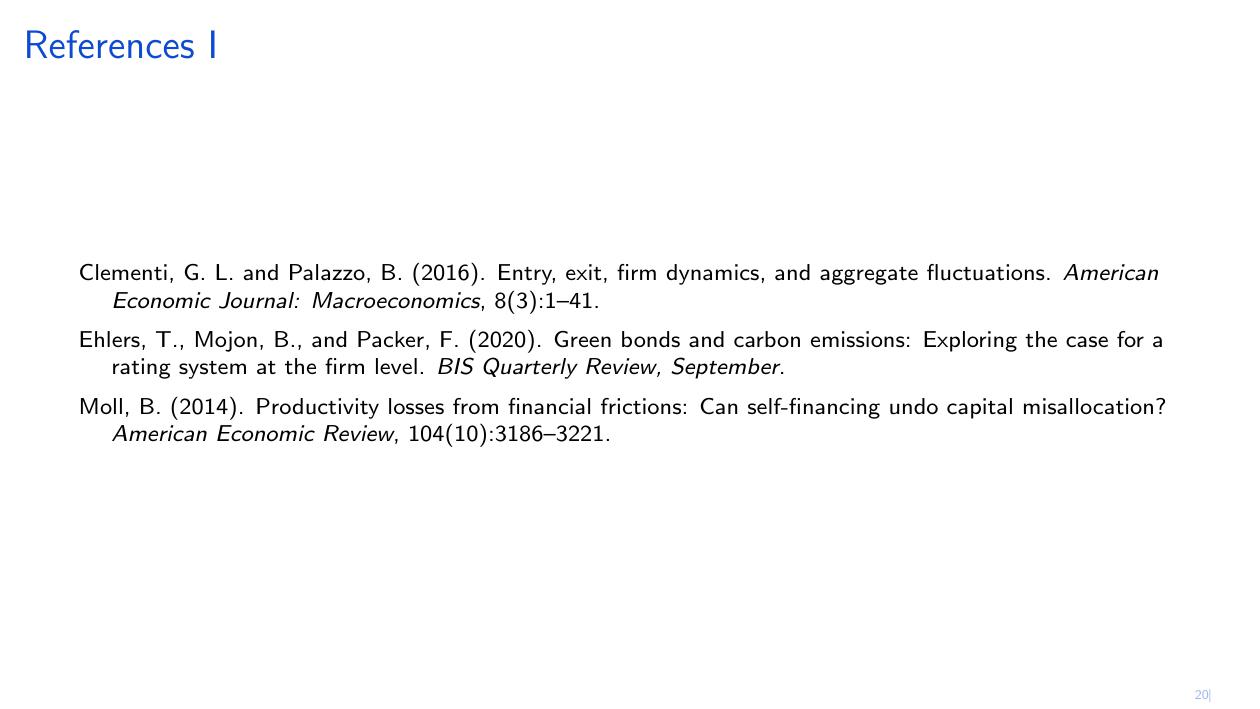 References I
Clementi, G. L. and Palazzo, B. (2016). Entry, exit, firm dynamics, and aggregate fluctuations. American
Economic Journal: Macroeconomics, 8(3):1–41.
Ehlers, T., Mojon, B., and Packer, F. (2020). Green bonds and carbon emissions: Exploring the case for a
rating system at the firm level. BIS Quarterly Review, September.
Moll, B. (2014). Productivity losses from financial frictions: Can self-financing undo capital misallocation?
American Economic Review, 104(10):3186–3221.
20|